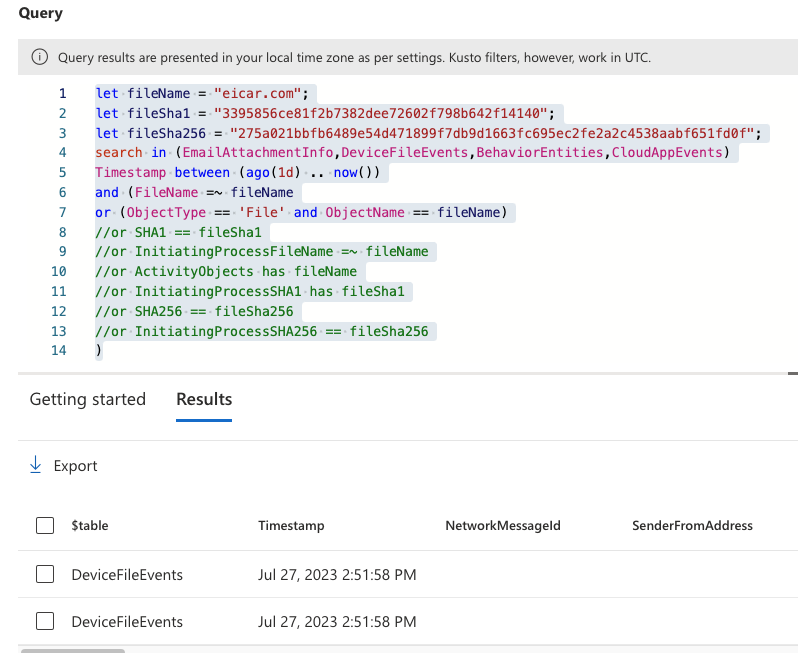 Query
Query results are presented in your local time zone as per settings. Kusto filters, however, work in UTC.
1 let fileName = "eicar.com";
2 let fileSha1 = "3395856ce81f2b7382dee72602f798b642f14140";
3 let fileSha256 = "275a021bbfb6489e54d471899f7db9d1663fc695ec2fe2a2c4538aabf651fd0f";
4 search in (EmailAttachmentInfo,DeviceFileEvents,BehaviorEntities,CloudAppEvents)
5 Timestamp between (ago(1d) .. now())
6 and (FileName =~ fileName
7 or (ObjectType == 'File' and ObjectName == fileName)
8 //or SHA1 == fileSha1
9 //or InitiatingProcessFileName =~ fileName
10 //or ActivityObjects has fileName
11 //or InitiatingProcessSHA1 has fileSha1
12 //or SHA256 == fileSha256
13 //or InitiatingProcessSHA256 == fileSha256
14 )
Getting started Results
Export
$table Timestamp NetworkMessageId SenderFromAddress
DeviceFileEvents Jul 27, 2023 2:51:58 PM
DeviceFileEvents Jul 27, 2023 2:51:58 PM